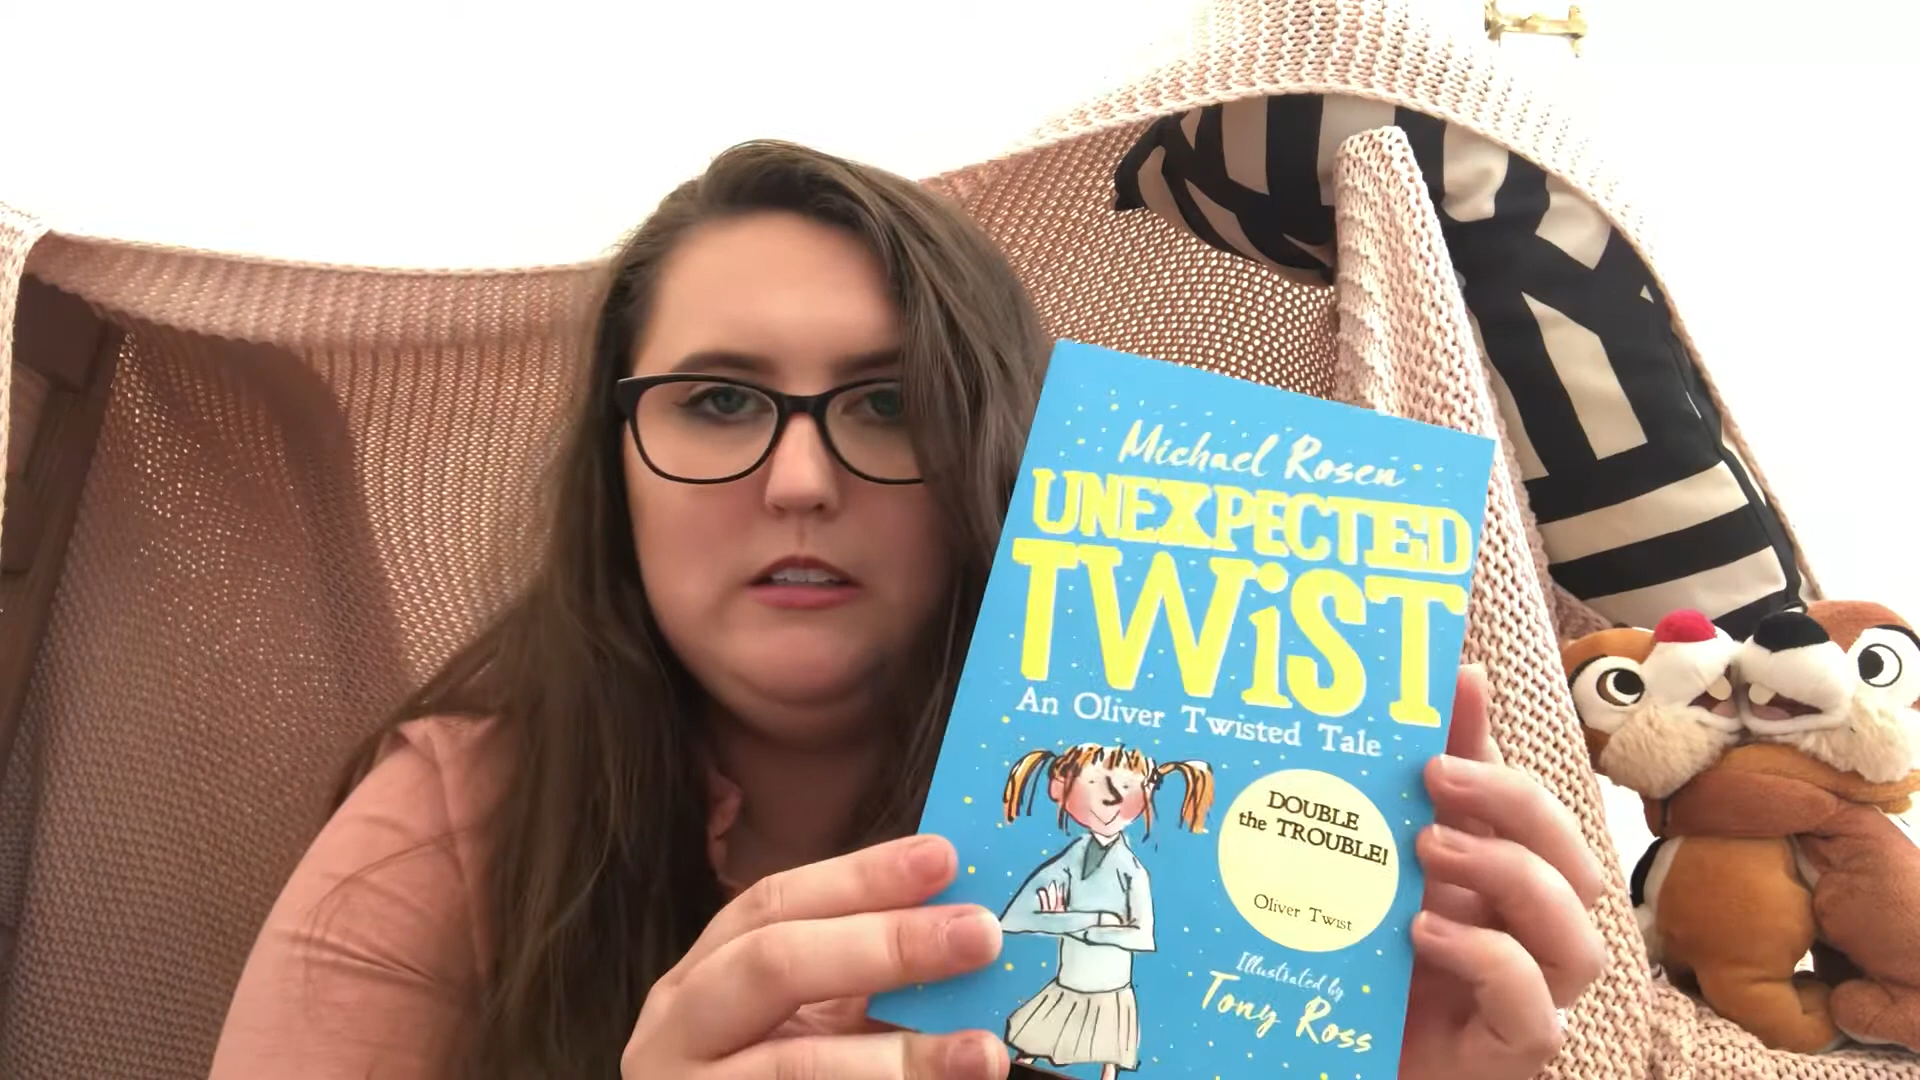 Michael Rosen
UNEXPECTED
TWiST
An Oliver Twisted Tale
DOUBLE
the TROUBLE!
Oliver Twist
Illustrated by
Tony Ross